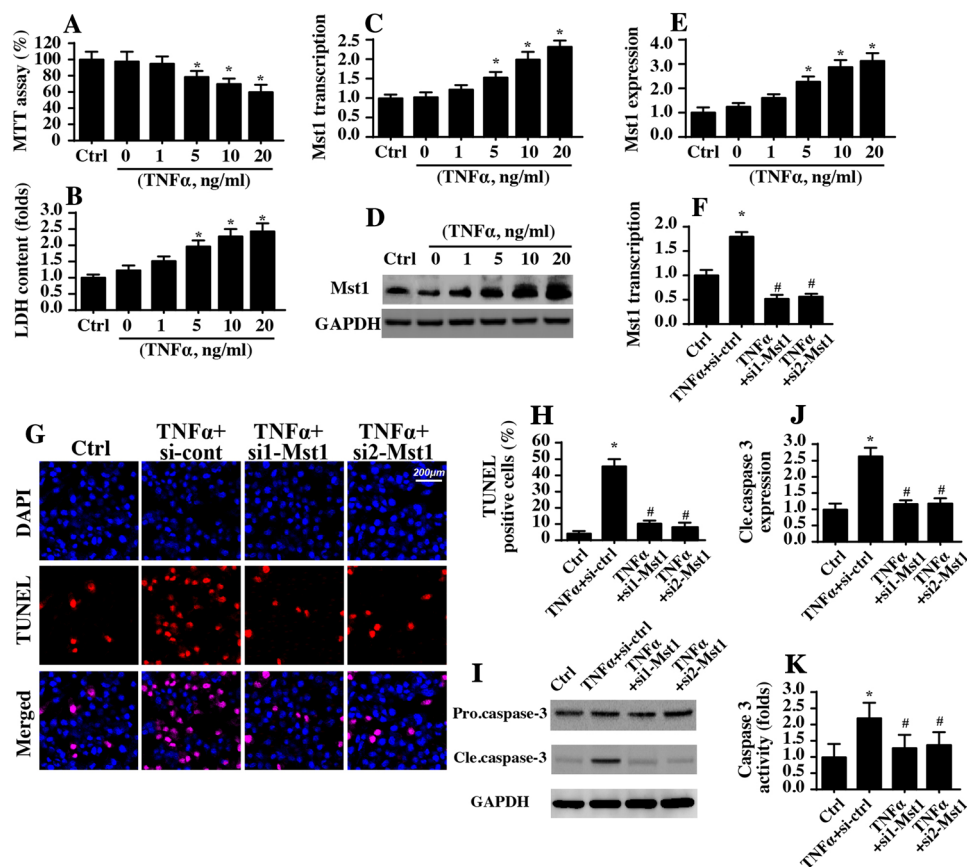 A
MTT assay (%)
120
100
80
60
40
20
0
* * *
Ctrl 0 1 5 10 20
(TNFα, ng/ml)
B
LDH content (folds)
3.0
2.5
2.0
1.5
1.0
0.5
0.0
* * *
Ctrl 0 1 5 10 20
(TNFα, ng/ml)
C
Mst1 transcription
2.5
2.0
1.5
1.0
0.5
0.0
* * *
Ctrl 0 1 5 10 20
(TNFα, ng/ml)
D
(TNFα, ng/ml)
Ctrl 0 1 5 10 20
Mst1
GAPDH
E
Mst1 expression
4.0
3.0
2.0
1.0
0.0
* * *
Ctrl 0 1 5 10 20
(TNFα, ng/ml)
F
Mst1 transcription
2.0
1.5
1.0
0.5
0.0
* # #
Ctrl
TNFα+si-ctrl
TNFα
+si1-Mst1
TNFα
+si2-Mst1
G
Ctrl
TNFα+
si-cont
TNFα+
si1-Mst1
TNFα+
si2-Mst1
200μm
DAPI
TUNEL
Merged
H
TUNEL
positive cells (%)
60
50
40
30
20
10
0
* # #
Ctrl
TNFα+si-ctrl
TNFα
+si1-Mst1
TNFα
+si2-Mst1
I
Ctrl
TNFα+si-ctrl
TNFα
+si1-Mst1
TNFα
+si2-Mst1
Pro.caspase-3
Cle.caspase-3
GAPDH
J
Cle.caspase 3
expression
3.0
2.5
2.0
1.5
1.0
0.5
0.0
* # #
Ctrl
TNFα+si-ctrl
TNFα
+si1-Mst1
TNFα
+si2-Mst1
K
Caspase 3
activity (folds)
3.0
2.5
2.0
1.5
1.0
0.5
0.0
* # #
Ctrl
TNFα+si-ctrl
TNFα
+si1-Mst1
TNFα
+si2-Mst1